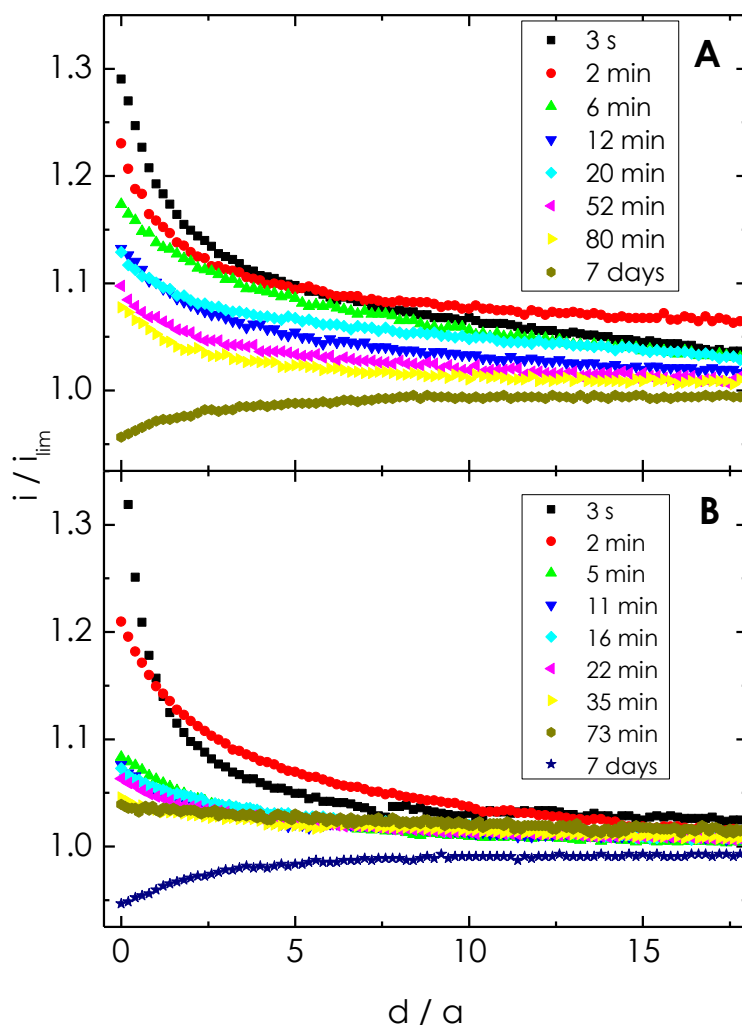 A
3 s
2 min
6 min
12 min
20 min
52 min
80 min
7 days
1.3
1.2
1.1
1.0
i / i_lim
B
3 s
2 min
5 min
11 min
16 min
22 min
35 min
73 min
7 days
1.3
1.2
1.1
1.0
0 5 10 15
d / a